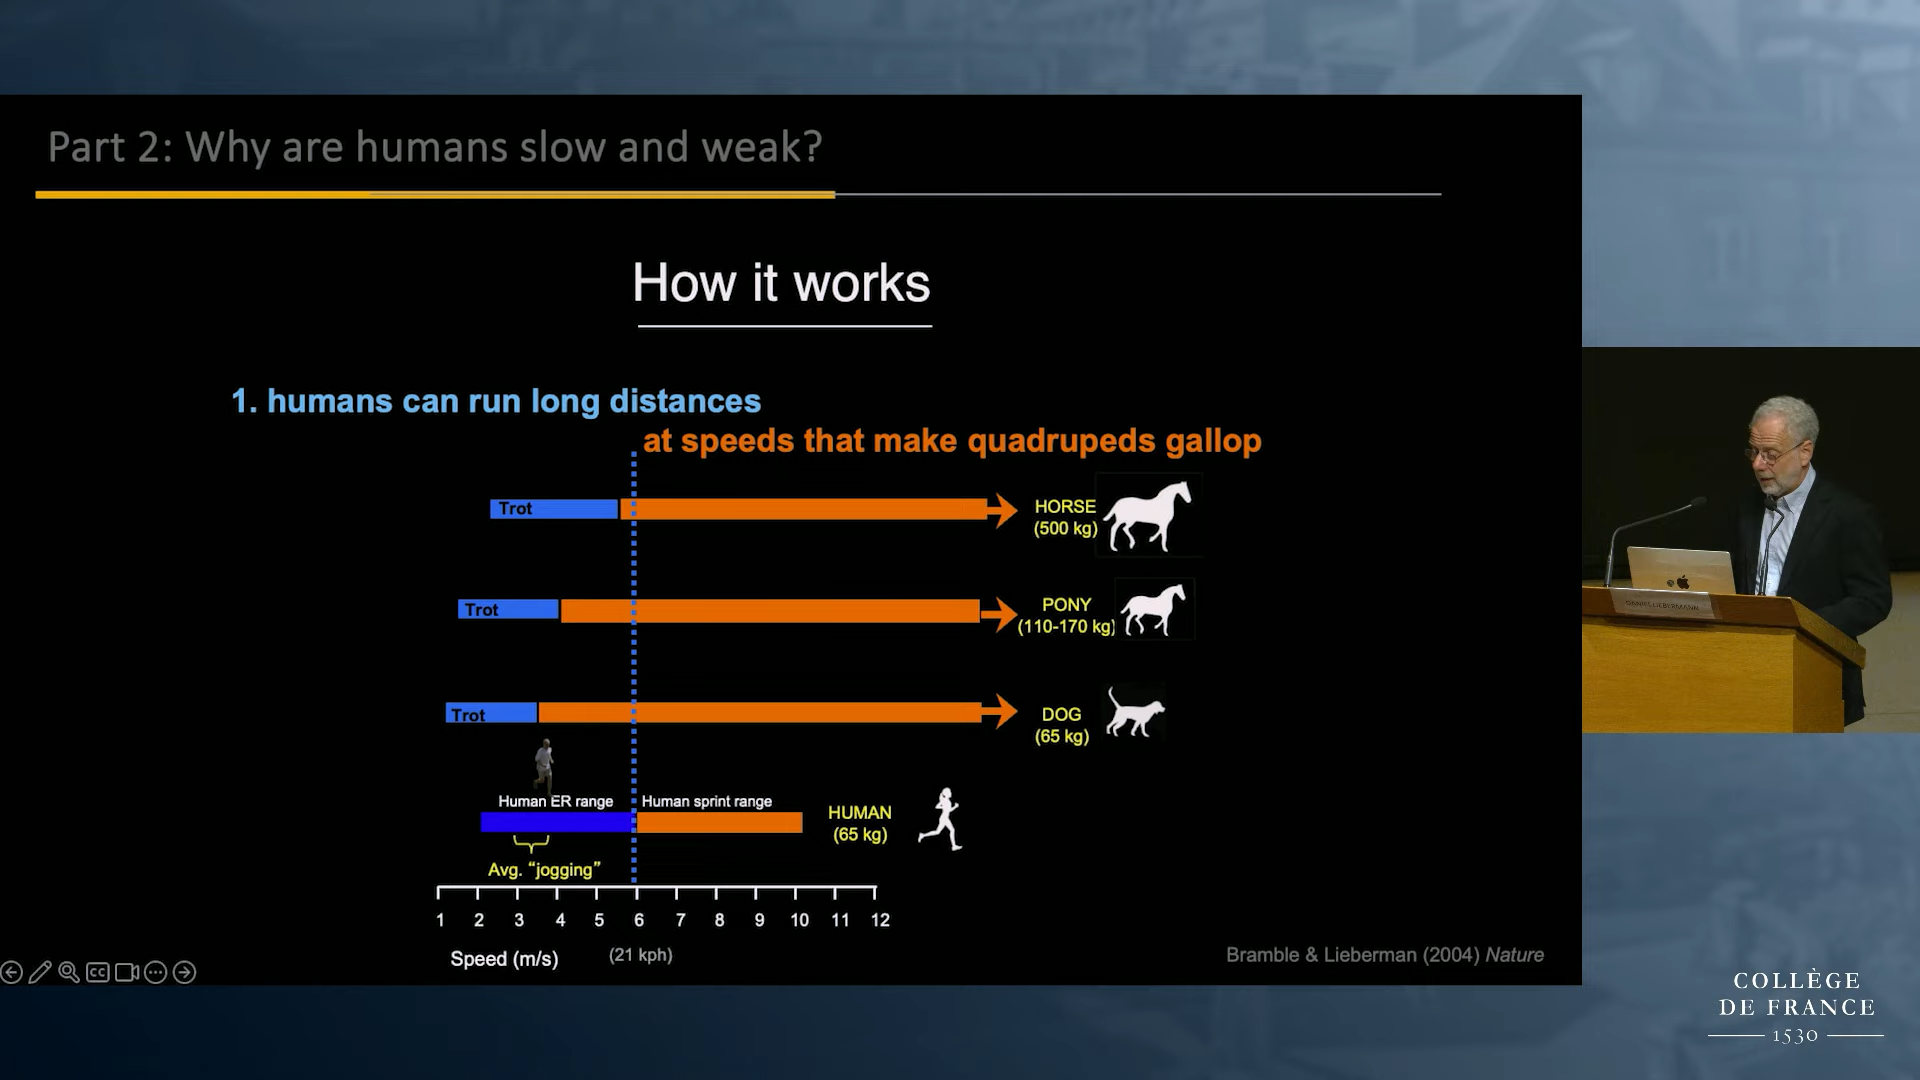 Part 2: Why are humans slow and weak?
How it works
1. humans can run long distances
at speeds that make quadrupeds gallop
Trot
HORSE
(500 kg)
Trot
PONY
(110-170 kg)
Trot
DOG
(65 kg)
Human ER range
Human sprint range
HUMAN
(65 kg)
Avg. “jogging”
1 2 3 4 5 6 7 8 9 10 11 12
Speed (m/s)
(21 kph)
Bramble & Lieberman (2004) Nature
CC
DANIEL LIEBERMANN
COLLÈGE
DE FRANCE
1530